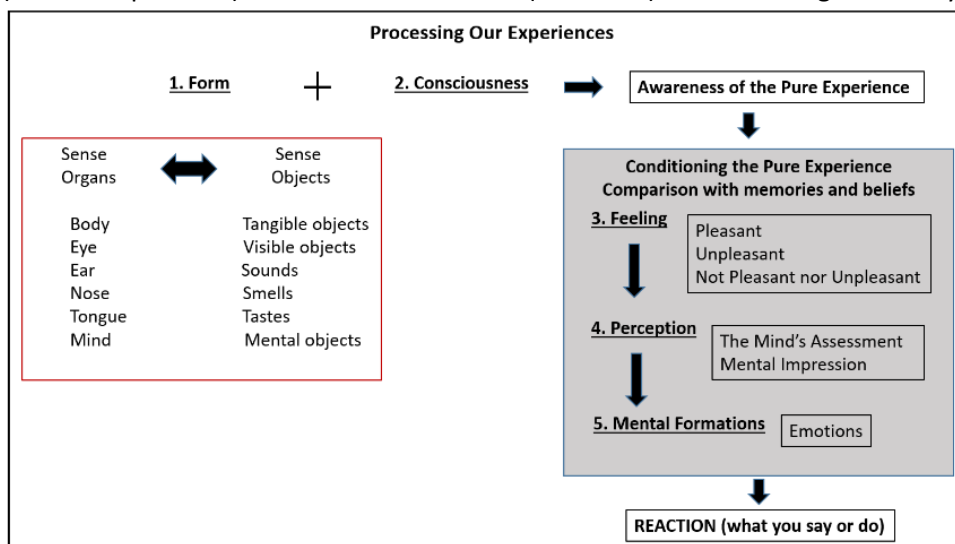 Processing Our Experiences
1. Form + 2. Consciousness
Awareness of the Pure Experience
Sense Organs
Sense Objects
Body Tangible objects
Eye Visible objects
Ear Sounds
Nose Smells
Tongue Tastes
Mind Mental objects
Conditioning the Pure Experience
Comparison with memories and beliefs
3. Feeling
Pleasant
Unpleasant
Not Pleasant nor Unpleasant
4. Perception
The Mind's Assessment
Mental Impression
5. Mental Formations
Emotions
REACTION (what you say or do)